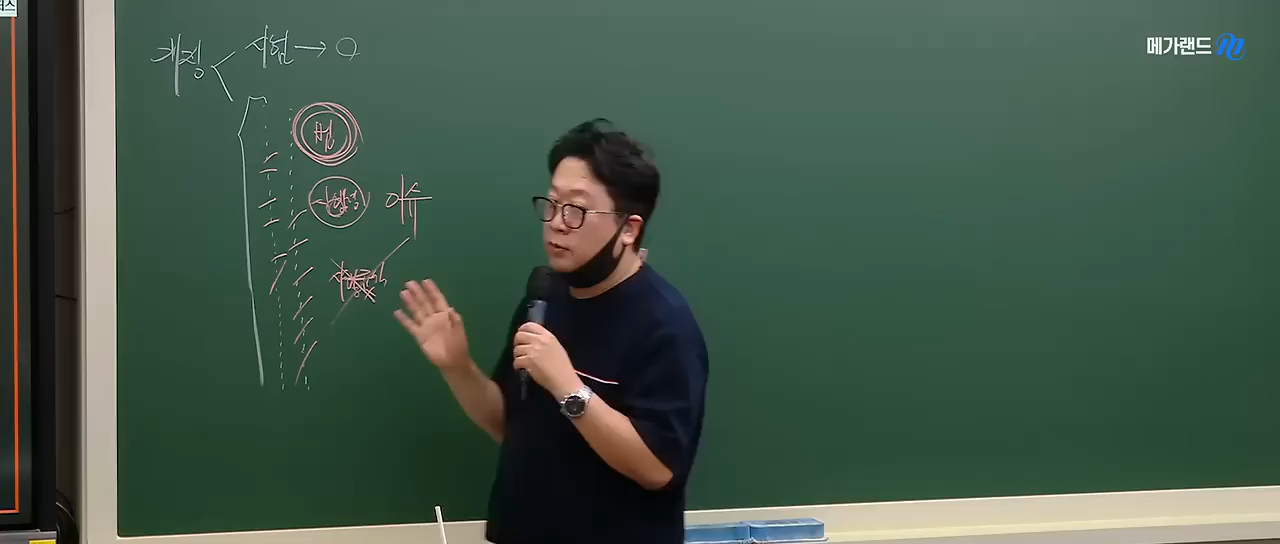 개정 < 시험 → O
메가랜드
법
시행령 이슈